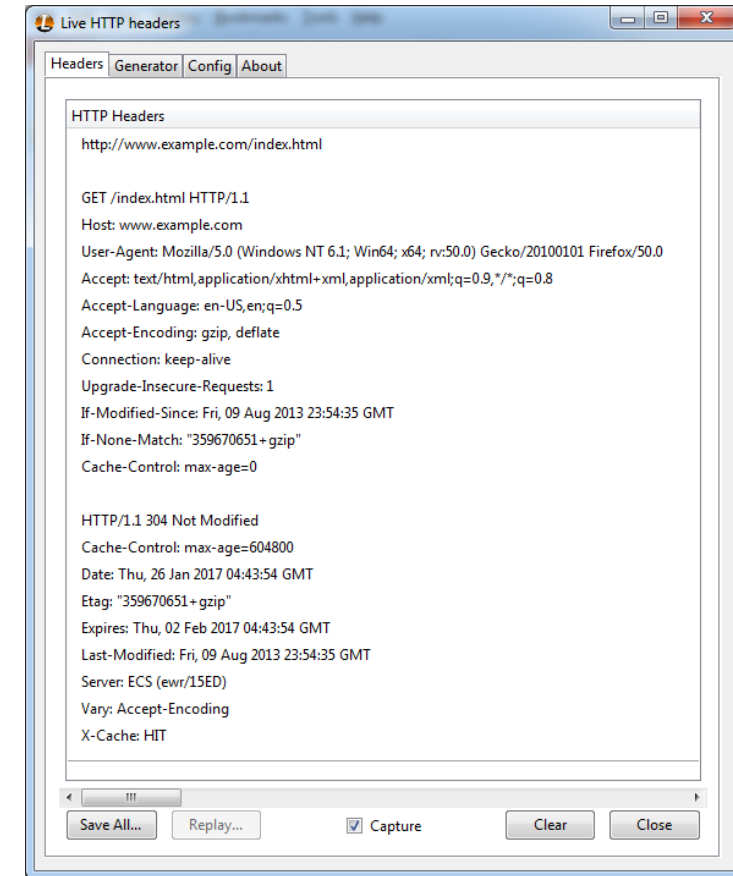 Live HTTP headers
Headers Generator Config About
HTTP Headers
http://www.example.com/index.html
GET /index.html HTTP/1.1
Host: www.example.com
User-Agent: Mozilla/5.0 (Windows NT 6.1; Win64; x64; rv:50.0) Gecko/20100101 Firefox/50.0
Accept: text/html,application/xhtml+xml,application/xml;q=0.9,*/*;q=0.8
Accept-Language: en-US,en;q=0.5
Accept-Encoding: gzip, deflate
Connection: keep-alive
Upgrade-Insecure-Requests: 1
If-Modified-Since: Fri, 09 Aug 2013 23:54:35 GMT
If-None-Match: "359670651+gzip"
Cache-Control: max-age=0
HTTP/1.1 304 Not Modified
Cache-Control: max-age=604800
Date: Thu, 26 Jan 2017 04:43:54 GMT
Etag: "359670651+gzip"
Expires: Thu, 02 Feb 2017 04:43:54 GMT
Last-Modified: Fri, 09 Aug 2013 23:54:35 GMT
Server: ECS (ewr/15ED)
Vary: Accept-Encoding
X-Cache: HIT
Save All... Replay... Capture Clear Close